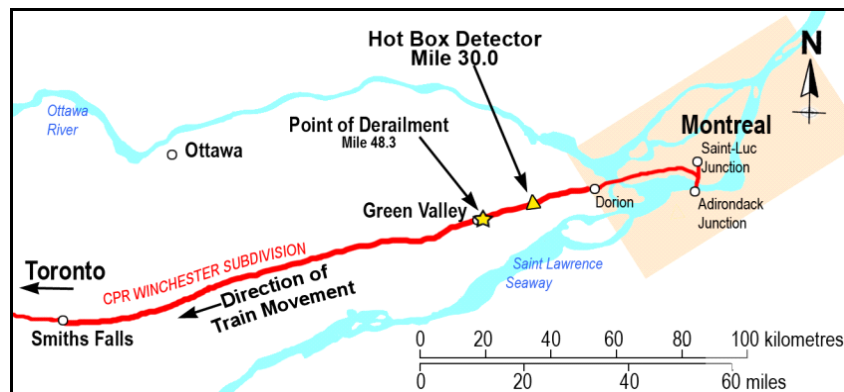 Hot Box Detector
Mile 30.0
N
Ottawa
River
Point of Derailment
Mile 48.3
Montreal
Saint-Luc
Junction
Ottawa
Green Valley
Dorion
Adirondack
Junction
CPR WINCHESTER SUBDIVISION
Saint Lawrence
Seaway
Toronto
Direction of
Train Movement
Smiths Falls
0 20 40 60 80 100 kilometres
0 20 40 60 miles